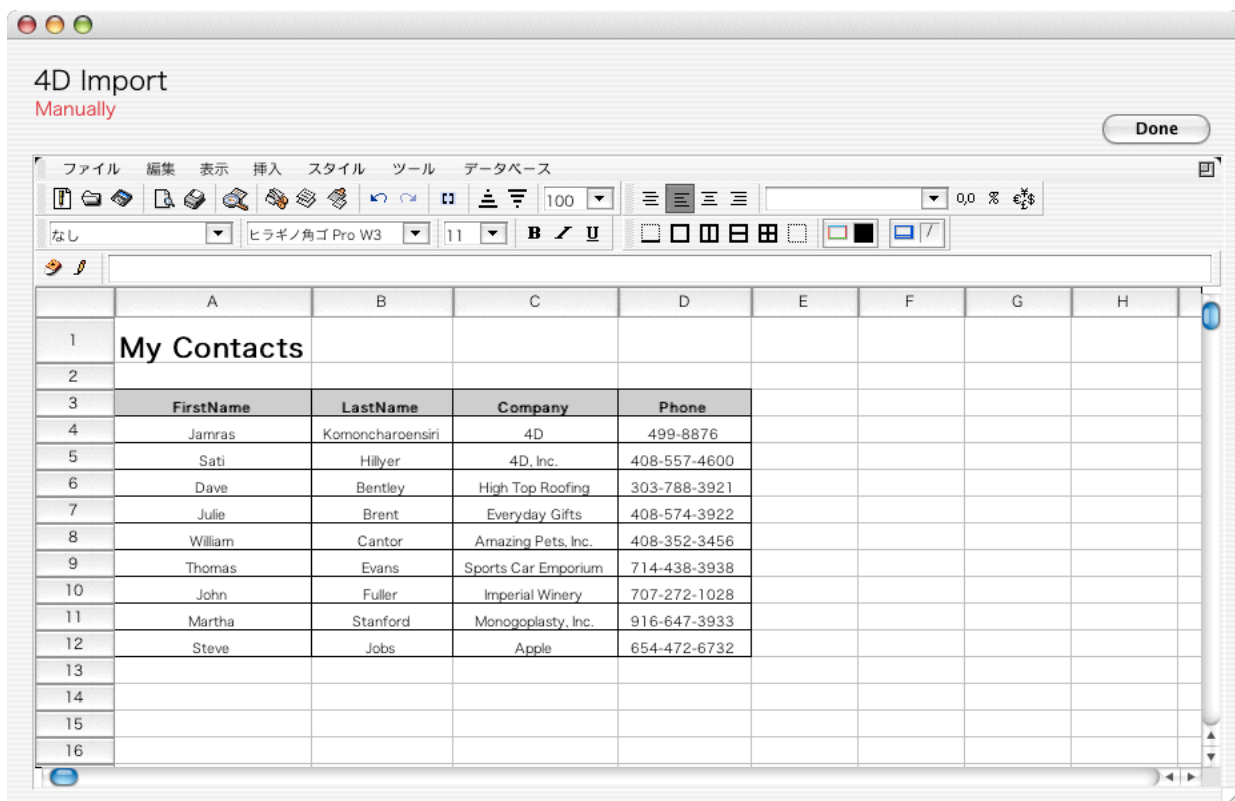 4D Import
Manually
Done
ファイル 編集 表示 挿入 スタイル ツール データベース
100 0,0 %
なし ヒラギノ角ゴ Pro W3 11 B I U
A B C D E F G H
1 My Contacts
2
3 FirstName LastName Company Phone
4 Jamras Komoncharoensiri 4D 499-8876
5 Sati Hillyer 4D, Inc. 408-557-4600
6 Dave Bentley High Top Roofing 303-788-3921
7 Julie Brent Everyday Gifts 408-574-3922
8 William Cantor Amazing Pets, Inc. 408-352-3456
9 Thomas Evans Sports Car Emporium 714-438-3938
10 John Fuller Imperial Winery 707-272-1028
11 Martha Stanford Monogoplasty, Inc. 916-647-3933
12 Steve Jobs Apple 654-472-6732
13
14
15
16